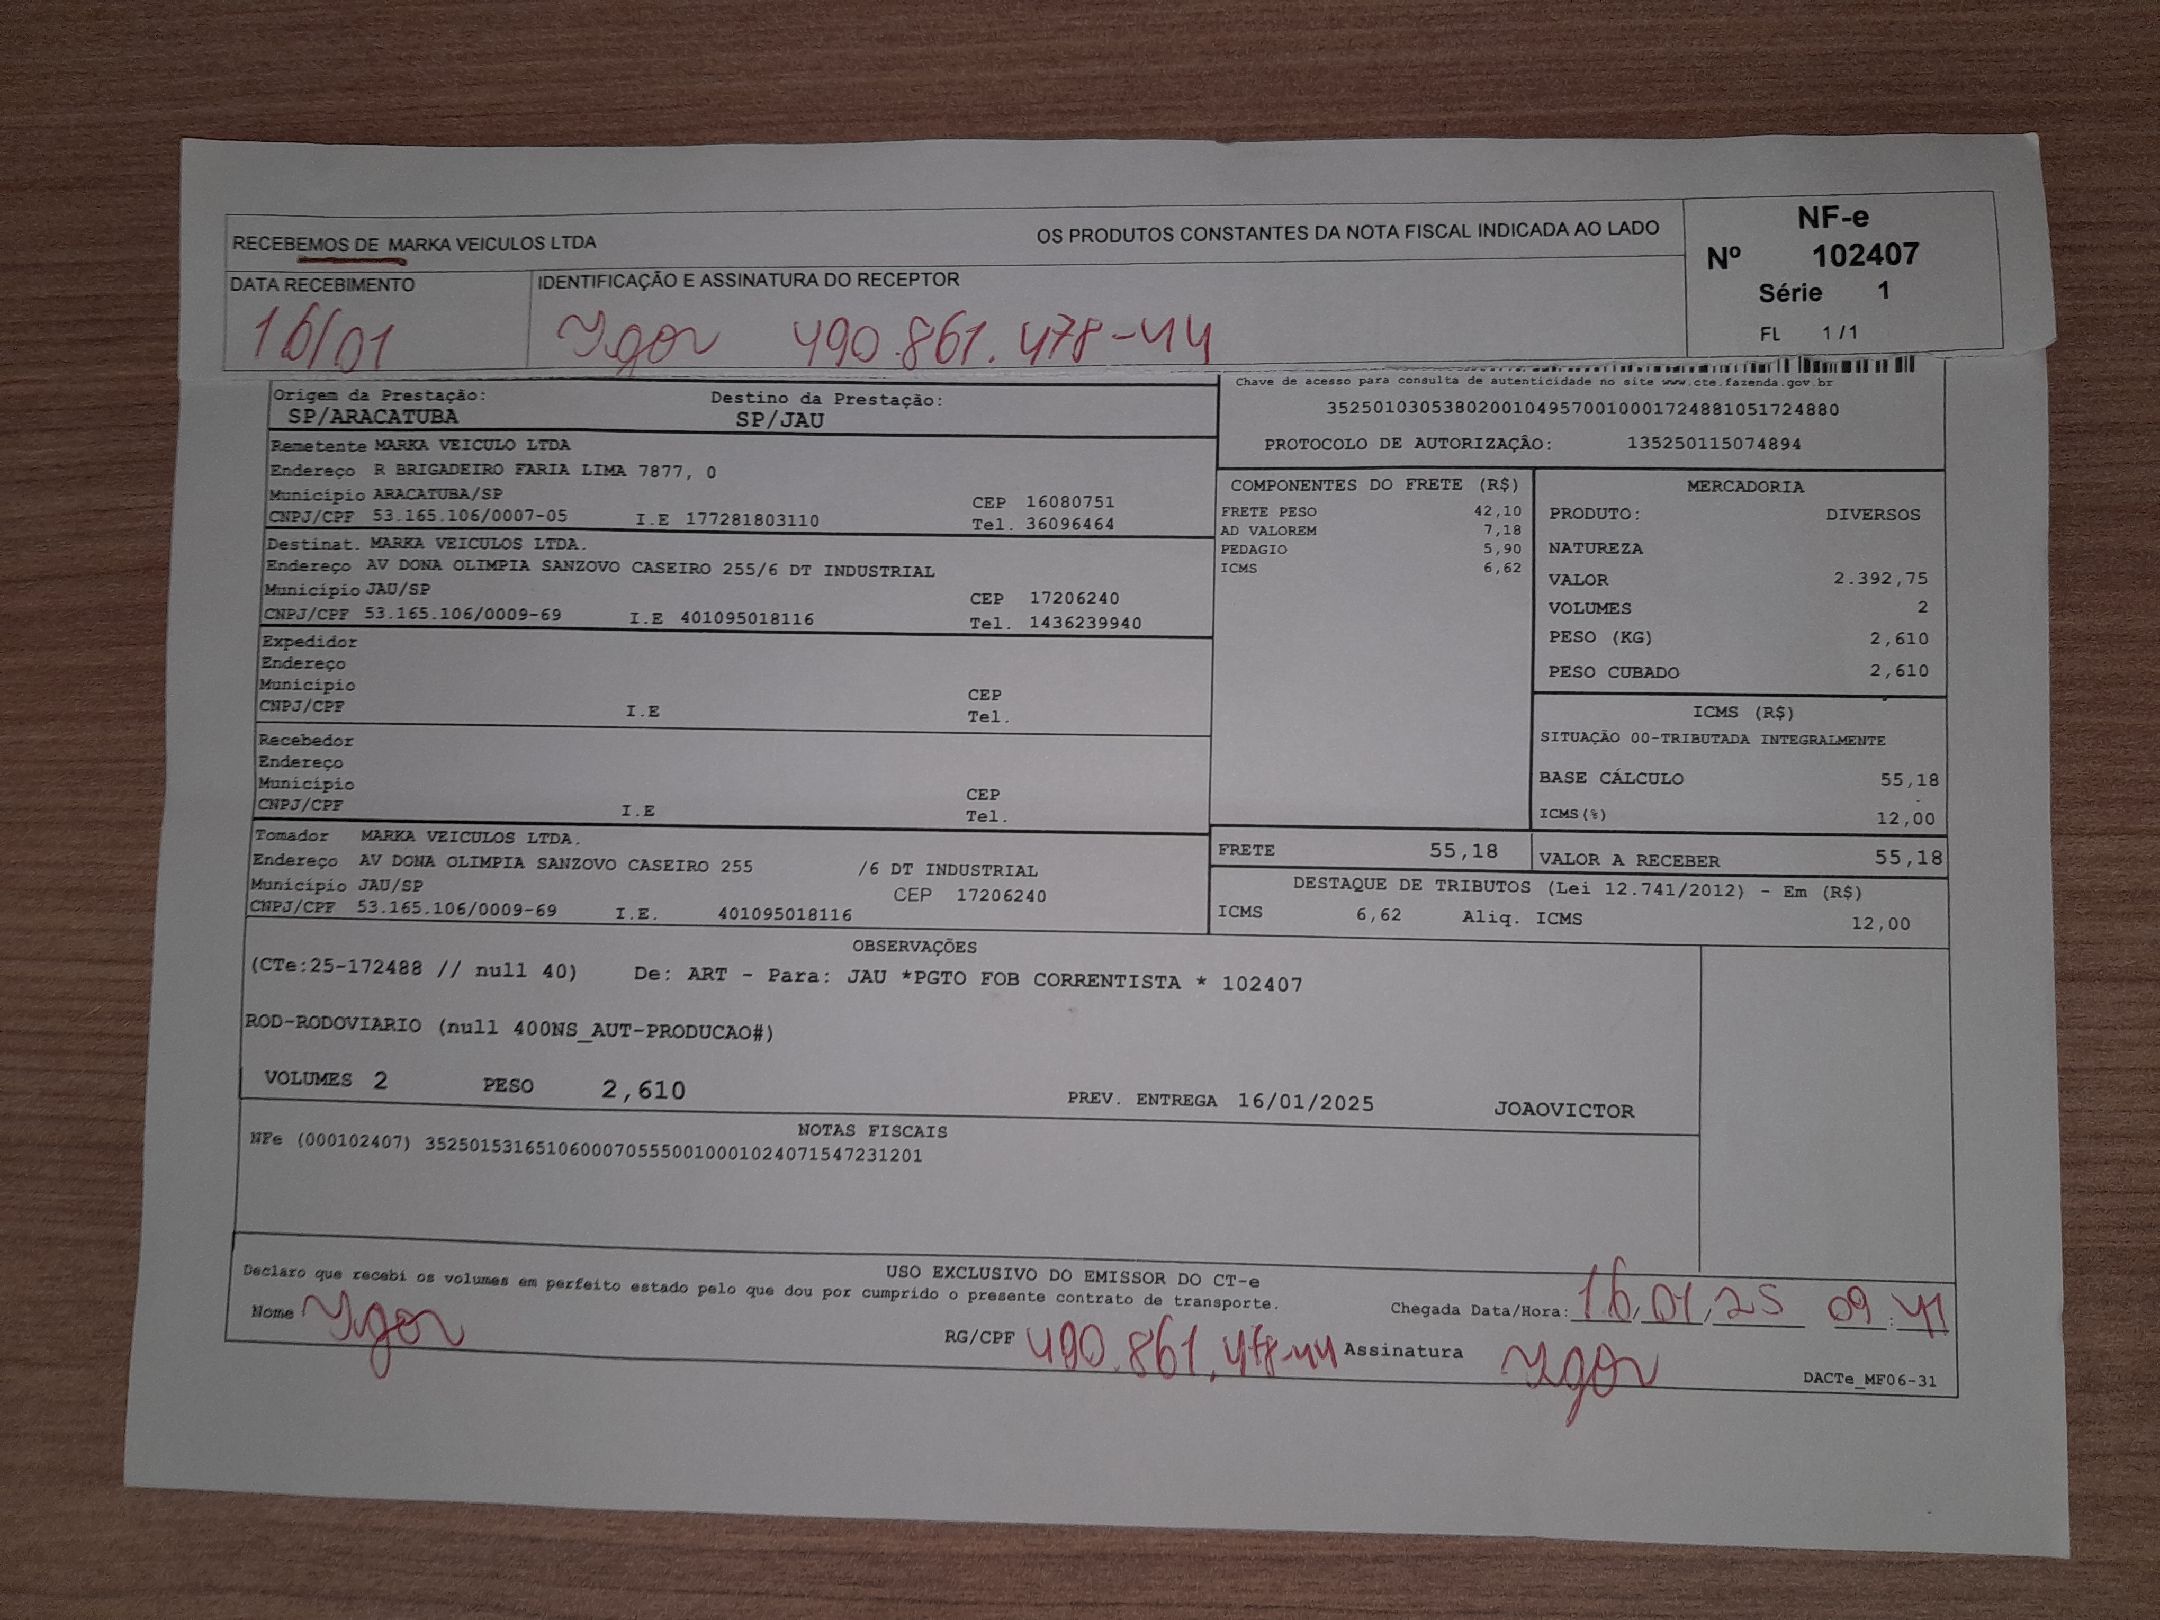 RECEBEMOS DE MARKA VEICULOS LTDA OS PRODUTOS CONSTANTES DA NOTA FISCAL INDICADA AO LADO
NF-e
Nº 102407
Série 1
FL 1 /1
DATA RECEBIMENTO
16/01
IDENTIFICAÇÃO E ASSINATURA DO RECEPTOR
Igor 490.861.478-44
Origem da Prestação: Destino da Prestação:
SP/ARACATUBA SP/JAU
Chave de acesso para consulta de autenticidade no site www.cte.fazenda.gov.br
35250103053802001049570010001724881051724880
PROTOCOLO DE AUTORIZAÇÂO: 135250115074894
Remetente MARKA VEICULO LTDA
Endereço R BRIGADEIRO FARIA LIMA 7877, 0
Município ARACATUBA/SP CEP 16080751
CNPJ/CPF 53.165.106/0007-05 I.E 177281803110 Tel. 36096464
Destinat. MARKA VEICULOS LTDA.
Endereço AV DONA OLIMPIA SANZOVO CASEIRO 255/6 DT INDUSTRIAL
Município JAU/SP CEP 17206240
CNPJ/CPF 53.165.106/0009-69 I.E 401095018116 Tel. 1436239940
Expedidor
Endereço
Município CEP
CNPJ/CPF I.E Tel.
Recebedor
Endereço
Município CEP
CNPJ/CPF I.E Tel.
Tomador MARKA VEICULOS LTDA.
Endereço AV DONA OLIMPIA SANZOVO CASEIRO 255 /6 DT INDUSTRIAL
Município JAU/SP CEP 17206240
CNPJ/CPF 53.165.106/0009-69 I.E. 401095018116
COMPONENTES DO FRETE (R$)
FRETE PESO 42,10
AD VALOREM 7,18
PEDAGIO 5,90
ICMS 6,62
MERCADORIA
PRODUTO: DIVERSOS
NATUREZA
VALOR 2.392,75
VOLUMES 2
PESO (KG) 2,610
PESO CUBADO 2,610
ICMS (R$)
SITUAÇÃO 00-TRIBUTADA INTEGRALMENTE
BASE CÁLCULO 55,18
ICMS(%) 12,00
FRETE 55,18 VALOR A RECEBER 55,18
DESTAQUE DE TRIBUTOS (Lei 12.741/2012) - Em (R$)
ICMS 6,62 Aliq. ICMS 12,00
OBSERVAÇÕES
(CTe:25-172488 // null 40) De: ART - Para: JAU *PGTO FOB CORRENTISTA * 102407
ROD-RODOVIARIO (null 400NS_AUT-PRODUCAO#)
VOLUMES 2 PESO 2,610 PREV. ENTREGA 16/01/2025 JOAOVICTOR
NOTAS FISCAIS
NFe (000102407) 35250153165106000705550010001024071547231201
USO EXCLUSIVO DO EMISSOR DO CT-e
Declaro que recebi os volumes em perfeito estado pelo que dou por cumprido o presente contrato de transporte.
Chegada Data/Hora: 16/01/25 09:41
Nome Igor RG/CPF 490.861.478-44 Assinatura Igor
DACTe_MF06-31